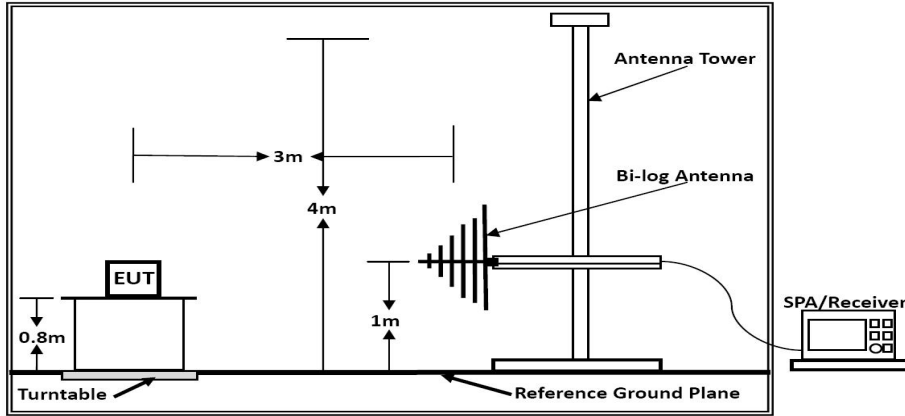 Antenna Tower
3m
Bi-log Antenna
4m
EUT
SPA/Receiver
0.8m
1m
Turntable
Reference Ground Plane